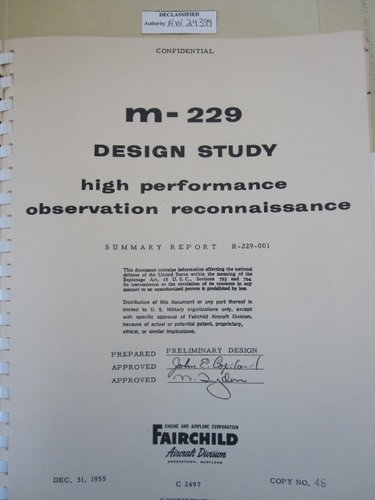 DECLASSIFIED
Authority NW 24399
CONFIDENTIAL
m-229
DESIGN STUDY
high performance
observation reconnaissance
SUMMARY REPORT R-229-001
This document contains information affecting the national
defense of the United States within the meaning of the
Espionage Act, 18 U.S.C., Sections 793 and 794.
Its transmission or the revelation of its contents in any
manner to an unauthorized person is prohibited by law.
Distribution of this document or any part thereof is
limited to U. S. Military organizations only, except
with specific approval of Fairchild Aircraft Division,
because of actual or potential patent, proprietary,
ethical, or similar implications.
PREPARED PRELIMINARY DESIGN
APPROVED John E.
APPROVED
ENGINE AND AIRPLANE CORPORATION
FAIRCHILD
Aircraft Division
HAGERSTOWN, MARYLAND
DEC. 31, 1955 C 2497 COPY NO. 46
CONFIDENTIAL